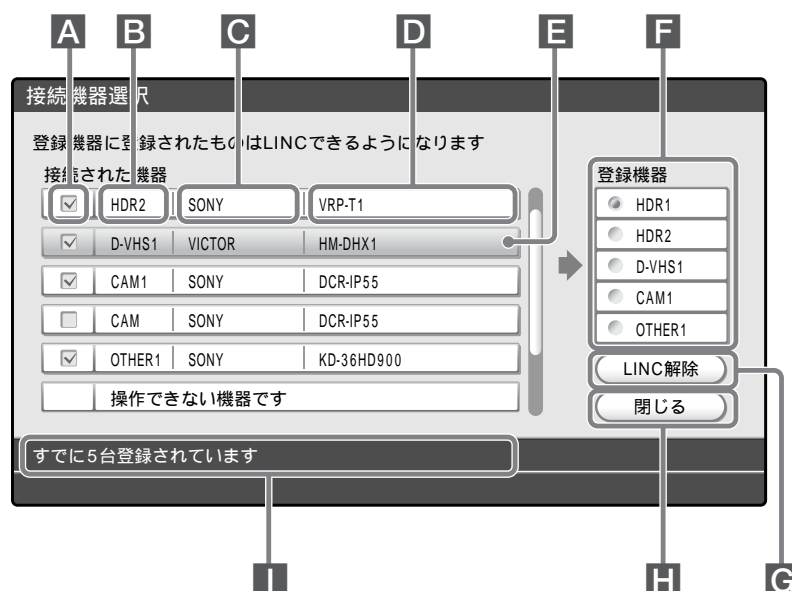 A B C D E F
接続機器選択
登録機器に登録されたものはLINCできるようになります
接続された機器
HDR2 SONY VRP-T1
D-VHS1 VICTOR HM-DHX1
CAM1 SONY DCR-IP55
CAM SONY DCR-IP55
OTHER1 SONY KD-36HD900
操作できない機器です
登録機器
HDR1
HDR2
D-VHS1
CAM1
OTHER1
LINC解除
閉じる
すでに5台登録されています
I H G